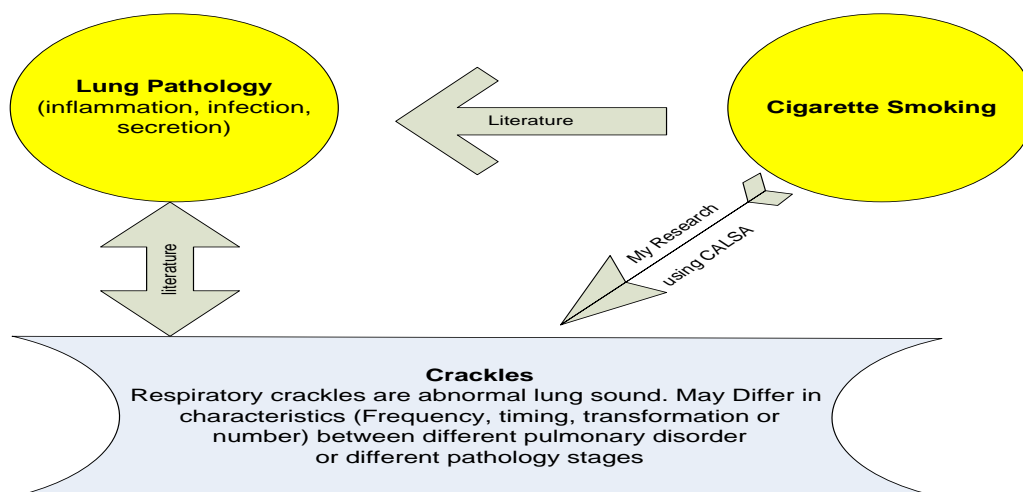 Lung Pathology
(inflammation, infection,
secretion)
Literature
Cigarette Smoking
literature
My Research
using CALSA
Crackles
Respiratory crackles are abnormal lung sound. May Differ in
characteristics (Frequency, timing, transformation or
number) between different pulmonary disorder
or different pathology stages